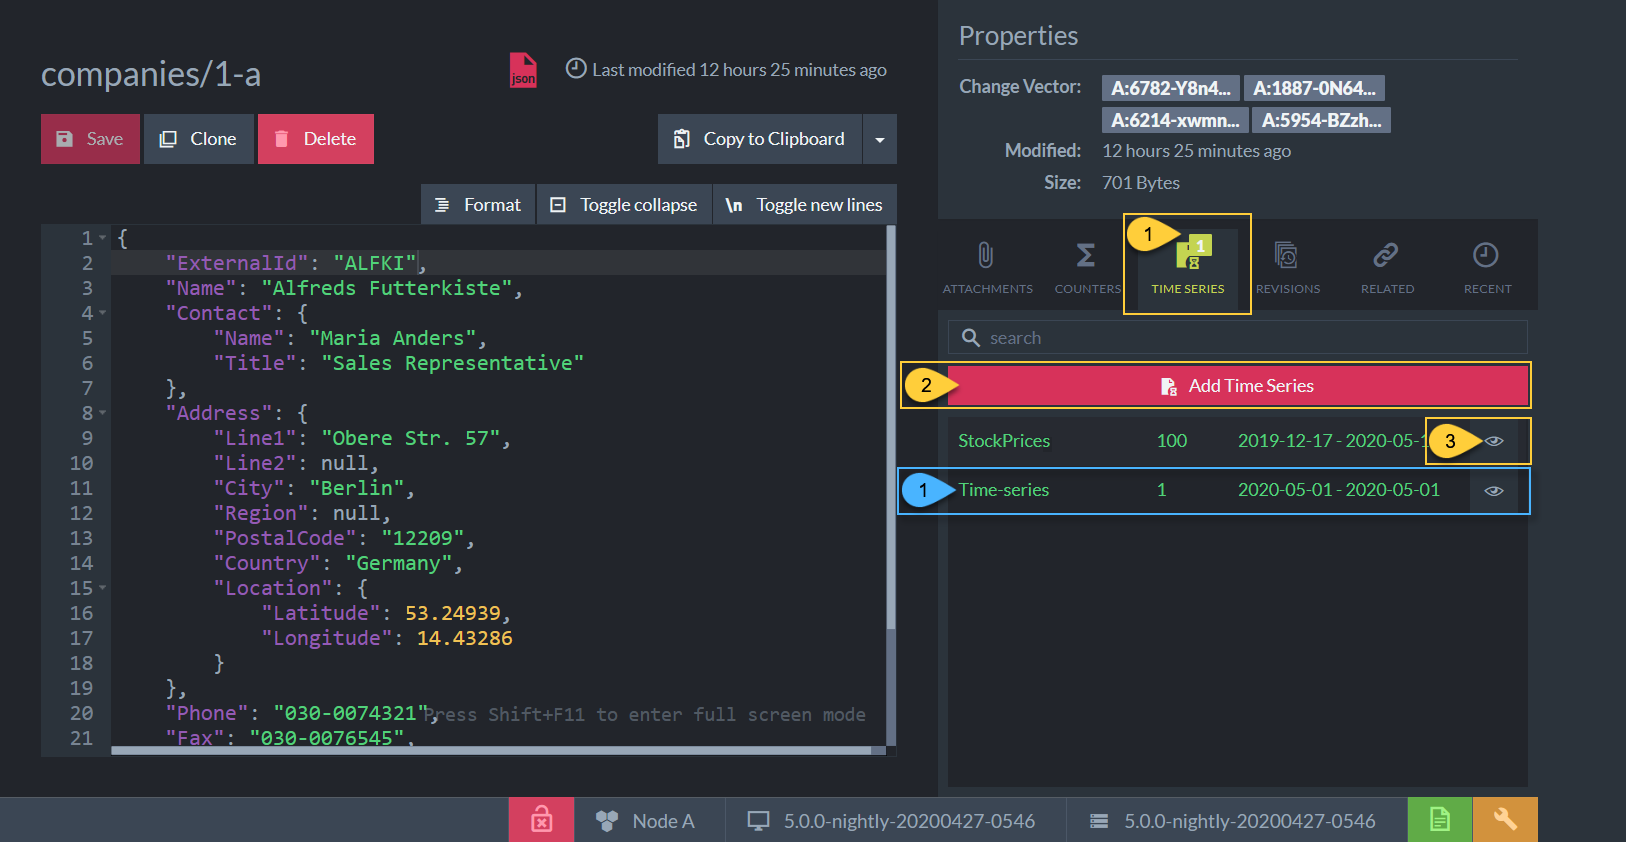 companies/1-a
json
Last modified 12 hours 25 minutes ago
Save
Clone
Delete
Copy to Clipboard
Format
Toggle collapse
\n Toggle new lines
1 {
2 "ExternalId": "ALFKI",
3 "Name": "Alfreds Futterkiste",
4 "Contact": {
5 "Name": "Maria Anders",
6 "Title": "Sales Representative"
7 },
8 "Address": {
9 "Line1": "Obere Str. 57",
10 "Line2": null,
11 "City": "Berlin",
12 "Region": null,
13 "PostalCode": "12209",
14 "Country": "Germany",
15 "Location": {
16 "Latitude": 53.24939,
17 "Longitude": 14.43286
18 }
19 },
20 "Phone": "030-0074321",
Press Shift+F11 to enter full screen mode
21 "Fax": "030-0076545",
Properties
Change Vector: A:6782-Y8n4... A:1887-0N64...
A:6214-xwmn... A:5954-BZzh...
Modified: 12 hours 25 minutes ago
Size: 701 Bytes
1
1
ATTACHMENTS
COUNTERS
TIME SERIES
REVISIONS
RELATED
RECENT
search
2
Add Time Series
StockPrices 100 2019-12-17 - 2020-05-1
3
1
Time-series 1 2020-05-01 - 2020-05-01
Node A
5.0.0-nightly-20200427-0546
5.0.0-nightly-20200427-0546